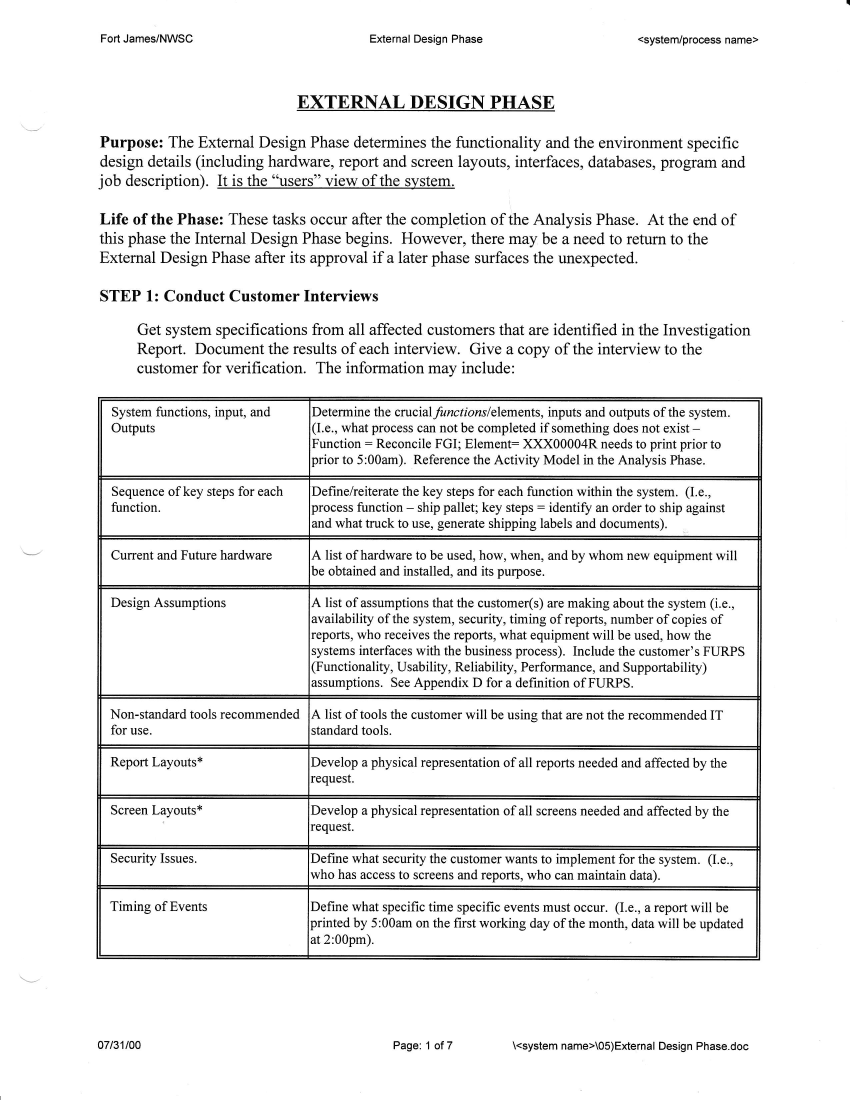 Fort James/NWSC External Design Phase <system/process name>
EXTERNAL DESIGN PHASE
Purpose: The External Design Phase determines the functionality and the environment specific
design details (including hardware, report and screen layouts, interfaces, databases, program and
job description). It is the “users” view of the system.
Life of the Phase: These tasks occur after the completion of the Analysis Phase. At the end of
this phase the Internal Design Phase begins. However, there may be a need to return to the
External Design Phase after its approval if a later phase surfaces the unexpected.
STEP 1: Conduct Customer Interviews
Get system specifications from all affected customers that are identified in the Investigation
Report. Document the results of each interview. Give a copy of the interview to the
customer for verification. The information may include:
System functions, input, and
Outputs
Determine the crucial functions/elements, inputs and outputs of the system.
(I.e., what process can not be completed if something does not exist –
Function = Reconcile FGI; Element= XXX00004R needs to print prior to
prior to 5:00am). Reference the Activity Model in the Analysis Phase.
Sequence of key steps for each
function.
Define/reiterate the key steps for each function within the system. (I.e.,
process function – ship pallet; key steps = identify an order to ship against
and what truck to use, generate shipping labels and documents).
Current and Future hardware
A list of hardware to be used, how, when, and by whom new equipment will
be obtained and installed, and its purpose.
Design Assumptions
A list of assumptions that the customer(s) are making about the system (i.e.,
availability of the system, security, timing of reports, number of copies of
reports, who receives the reports, what equipment will be used, how the
systems interfaces with the business process). Include the customer’s FURPS
(Functionality, Usability, Reliability, Performance, and Supportability)
assumptions. See Appendix D for a definition of FURPS.
Non-standard tools recommended
for use.
A list of tools the customer will be using that are not the recommended IT
standard tools.
Report Layouts*
Develop a physical representation of all reports needed and affected by the
request.
Screen Layouts*
Develop a physical representation of all screens needed and affected by the
request.
Security Issues.
Define what security the customer wants to implement for the system. (I.e.,
who has access to screens and reports, who can maintain data).
Timing of Events
Define what specific time specific events must occur. (I.e., a report will be
printed by 5:00am on the first working day of the month, data will be updated
at 2:00pm).
07/31/00 Page: 1 of 7 \<system name>\05)External Design Phase.doc